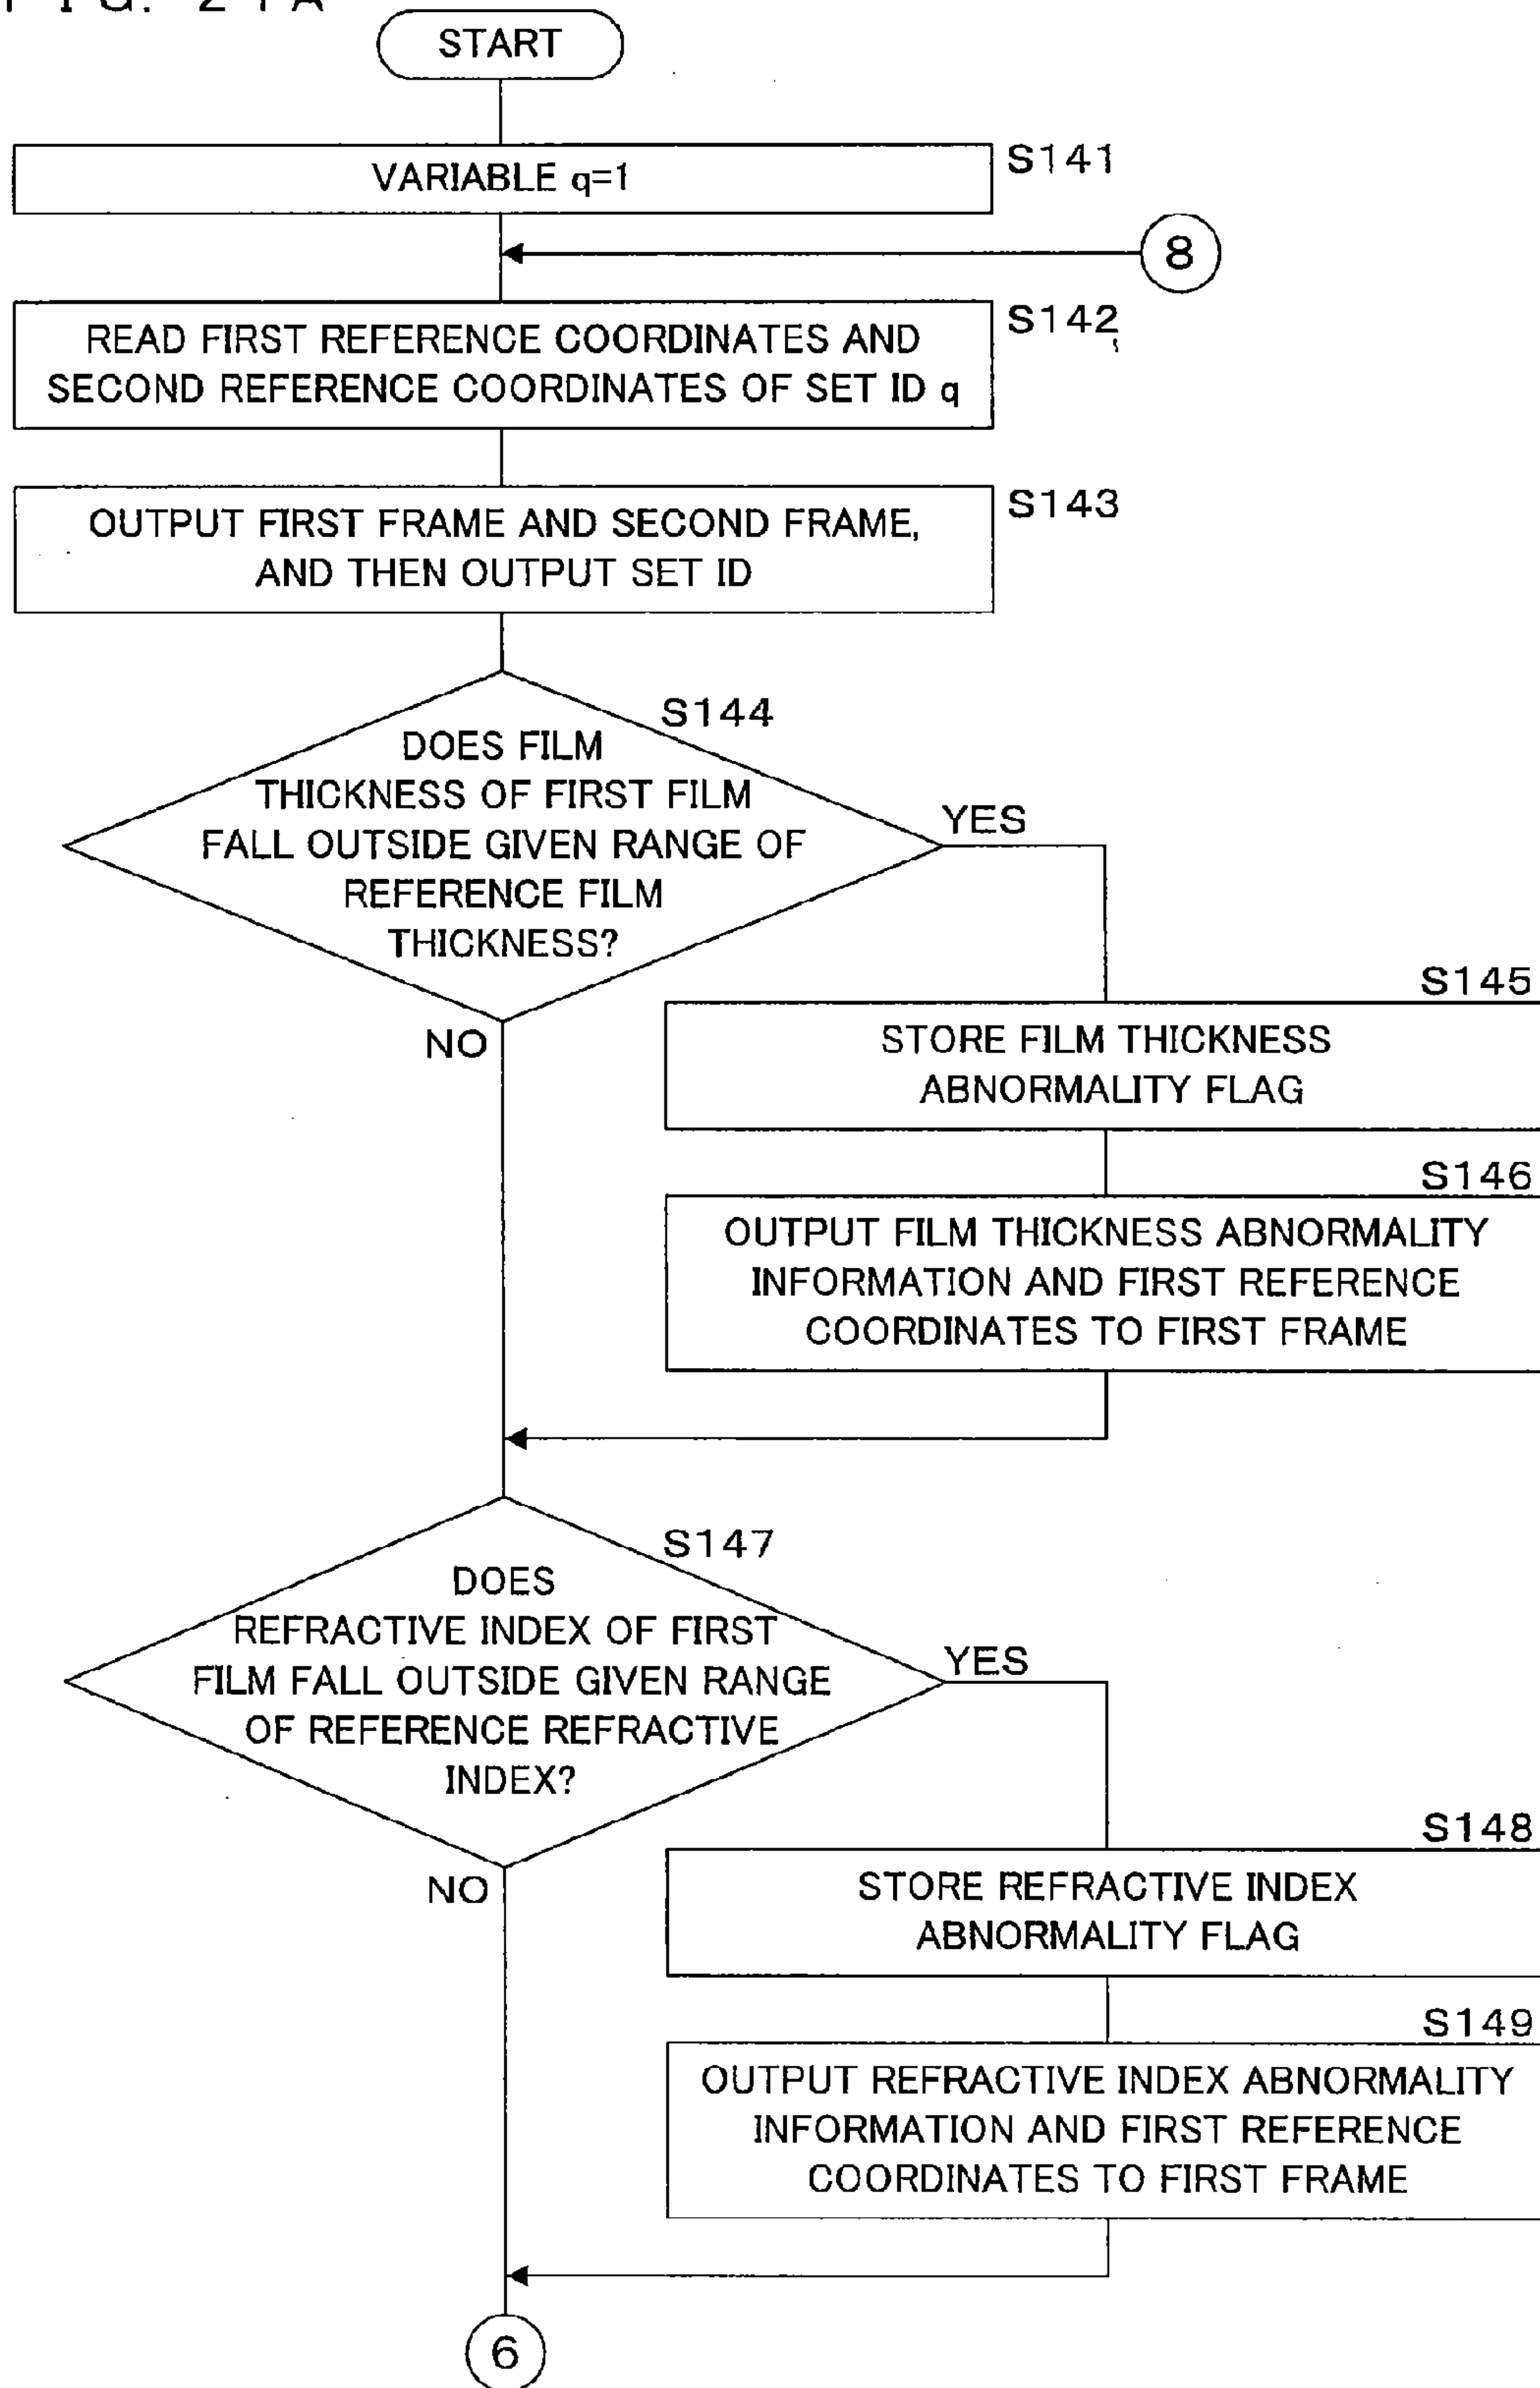 START
VARIABLE q=1
S141
8
READ FIRST REFERENCE COORDINATES AND
SECOND REFERENCE COORDINATES OF SET ID q
S142
OUTPUT FIRST FRAME AND SECOND FRAME,
AND THEN OUTPUT SET ID
S143
S144
DOES FILM
THICKNESS OF FIRST FILM
FALL OUTSIDE GIVEN RANGE OF
REFERENCE FILM
THICKNESS?
YES
NO
S145
STORE FILM THICKNESS
ABNORMALITY FLAG
S146
OUTPUT FILM THICKNESS ABNORMALITY
INFORMATION AND FIRST REFERENCE
COORDINATES TO FIRST FRAME
S147
DOES
REFRACTIVE INDEX OF FIRST
FILM FALL OUTSIDE GIVEN RANGE
OF REFERENCE REFRACTIVE
INDEX?
YES
NO
S148
STORE REFRACTIVE INDEX
ABNORMALITY FLAG
S149
OUTPUT REFRACTIVE INDEX ABNORMALITY
INFORMATION AND FIRST REFERENCE
COORDINATES TO FIRST FRAME
6